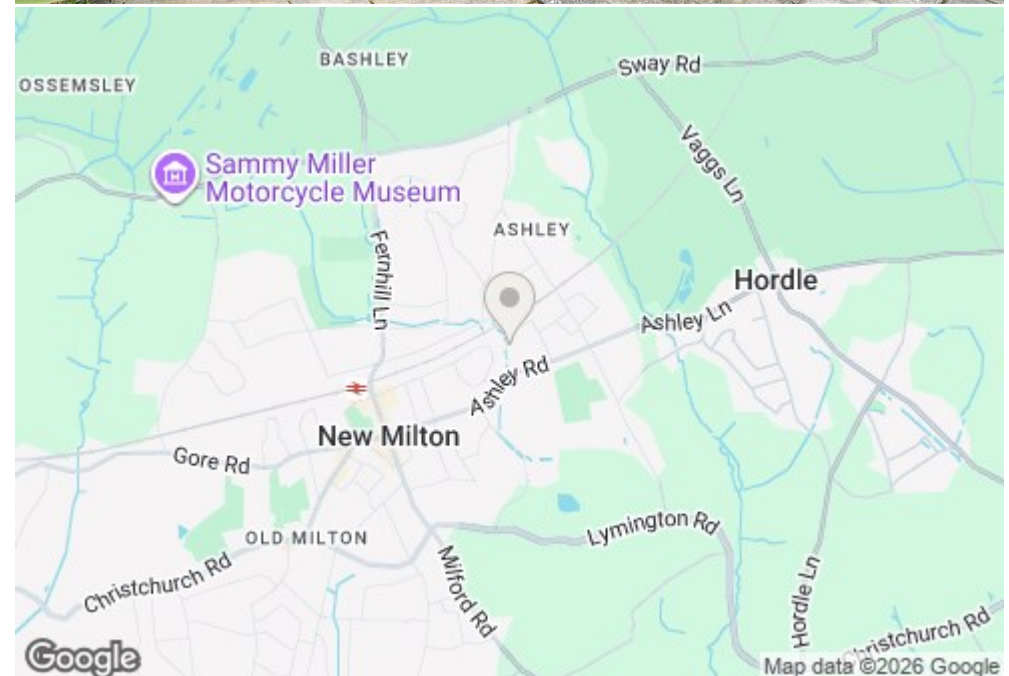 BASHLEY
OSSEMSLEY
Sway Rd
Vaggs Ln
Sammy Miller
Motorcycle Museum
ASHLEY
Fernhill Ln
Hordle
Ashley Ln
Ashley Rd
New Milton
Gore Rd
OLD MILTON
Lymington Rd
Christchurch Rd
Milford Rd
Hordle Ln
Christchurch Rd
Google
Map data ©2026 Google